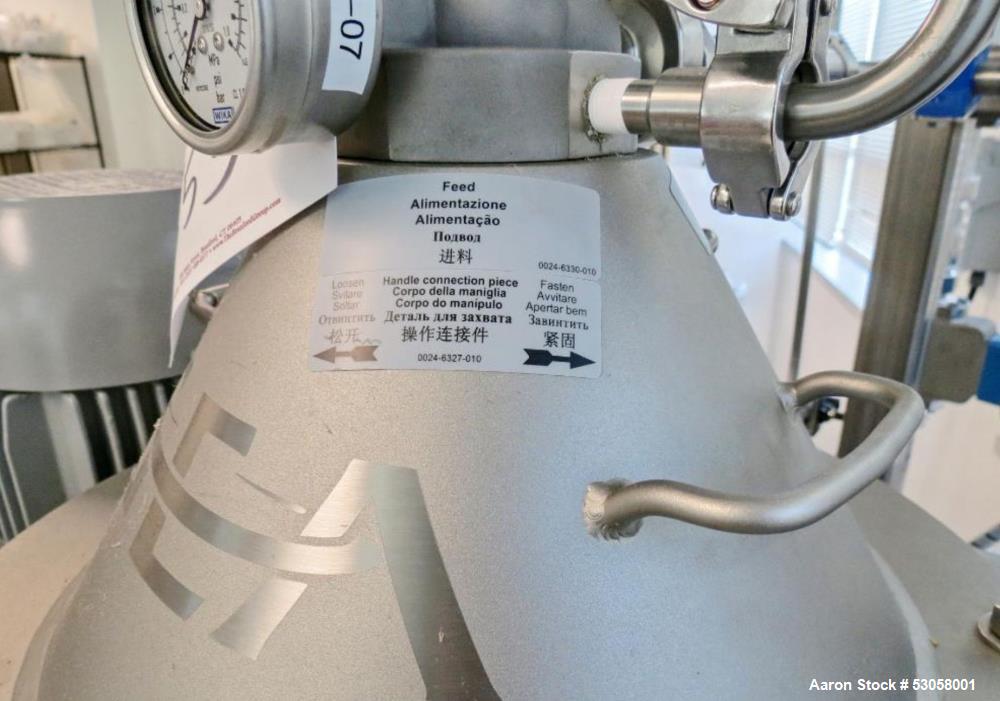 -07
MPa
psi
bar
WIKA
Feed
Alimentazione
Alimentação
Подвод
进料
0024-6330-010
Loosen
Svitare
Soltar
Отвинтить
松开
Handle connection piece
Corpo della maniglia
Corpo do manipulo
Деталь для захвата
操作连接件
0024-6327-010
Fasten
Avvitare
Apertar bem
Завинтить
紧固
Aaron Stock # 53058001